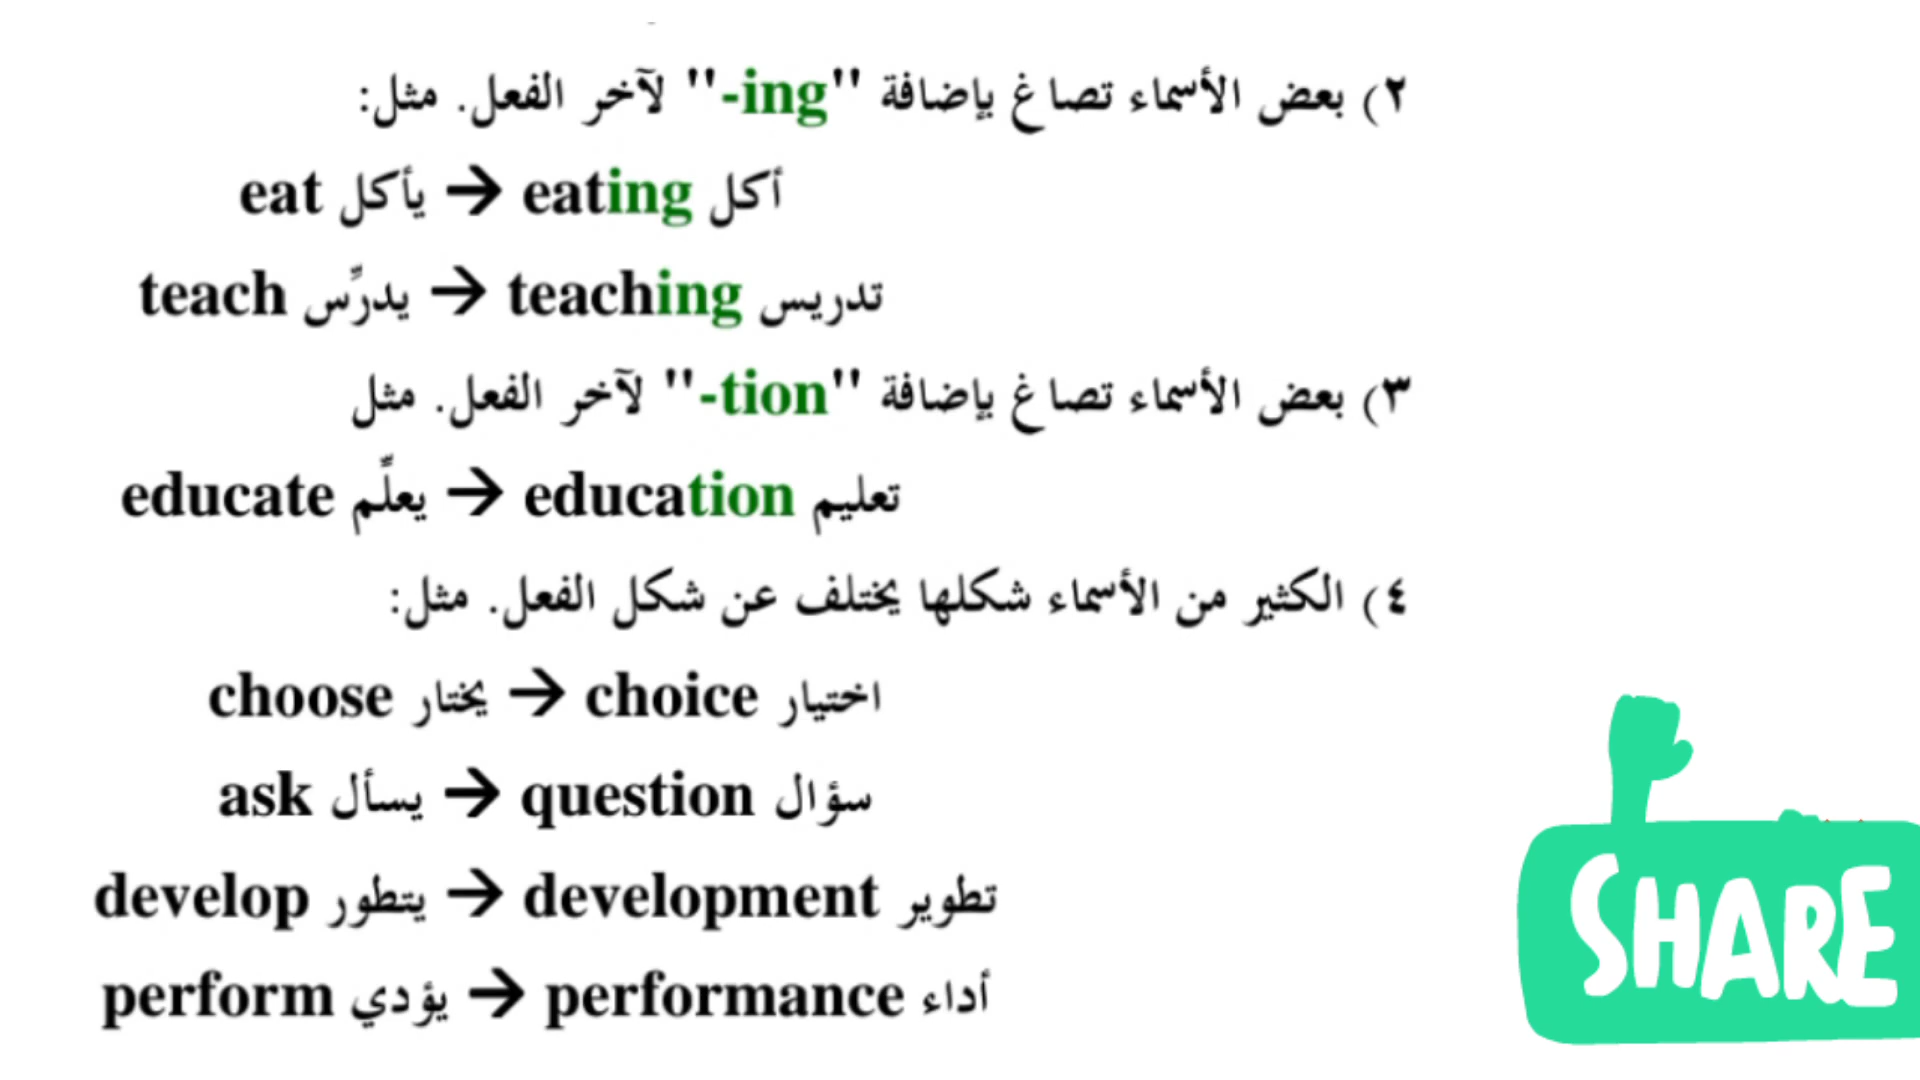 ٢) بعض الأسماء تصاغ بإضافة "-ing" لآخر الفعل. مثل:
eat يأكل → eating أكل
teach يدرِّس → teaching تدريس
٣) بعض الأسماء تصاغ بإضافة "-tion" لآخر الفعل. مثل
educate يعلِّم → education تعليم
٤) الكثير من الأسماء شكلها يختلف عن شكل الفعل. مثل:
choose يختار → choice اختيار
ask يسأل → question سؤال
develop يتطور → development تطوير
perform يؤدي → performance أداء
SHARE